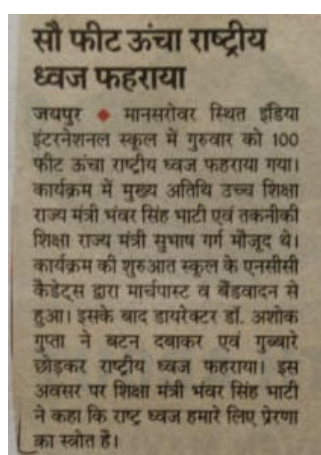 सौ फीट ऊंचा राष्ट्रीय
ध्वज फहराया
जयपुर ◆ मानसरोवर स्थित इंडिया
इंटरनेशनल स्कूल में गुरुवार को 100
फीट ऊंचा राष्ट्रीय ध्वज फहराया गया।
कार्यक्रम में मुख्य अतिथि उच्च शिक्षा
राज्य मंत्री भंवर सिंह भाटी एवं तकनीकी
शिक्षा राज्य मंत्री सुभाष गर्ग मौजूद थे।
कार्यक्रम की शुरुआत स्कूल के एनसीसी
कैडेट्स द्वारा मार्चपास्ट व बैंडवादन से
हुआ। इसके बाद डायरेक्टर डॉ. अशोक
गुप्ता ने बटन दबाकर एवं गुब्बारे
छोड़कर राष्ट्रीय ध्वज फहराया। इस
अवसर पर शिक्षा मंत्री भंवर सिंह भाटी
ने कहा कि राष्ट्र ध्वज हमारे लिए प्रेरणा
का स्त्रोत है।